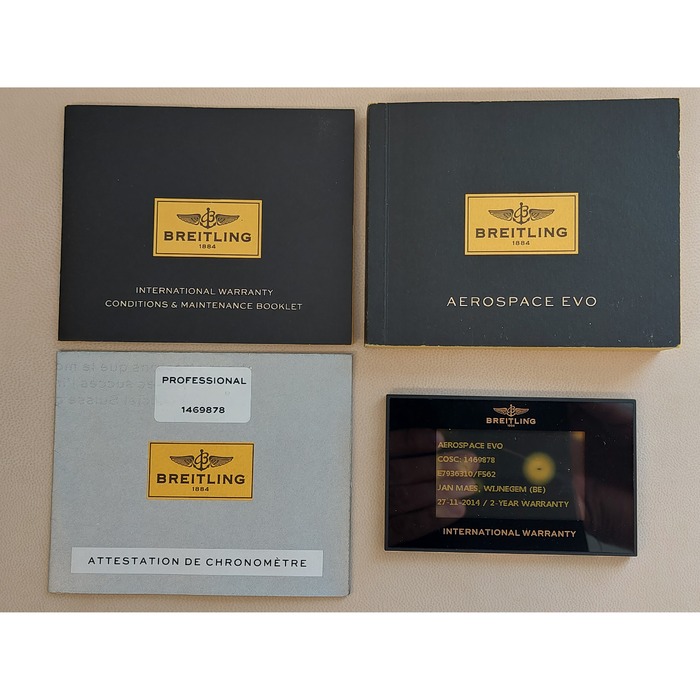 BREITLING
1884
INTERNATIONAL WARRANTY
CONDITIONS & MAINTENANCE BOOKLET
BREITLING
1884
AEROSPACE EVO
PROFESSIONAL
1469878
BREITLING
1884
ATTESTATION DE CHRONOMÈTRE
BREITLING
1884
AEROSPACE EVO
COSC: 1469878
E7936310/F562
JAN MAES, WIJNEGEM (BE)
27-11-2014 / 2-YEAR WARRANTY
INTERNATIONAL WARRANTY